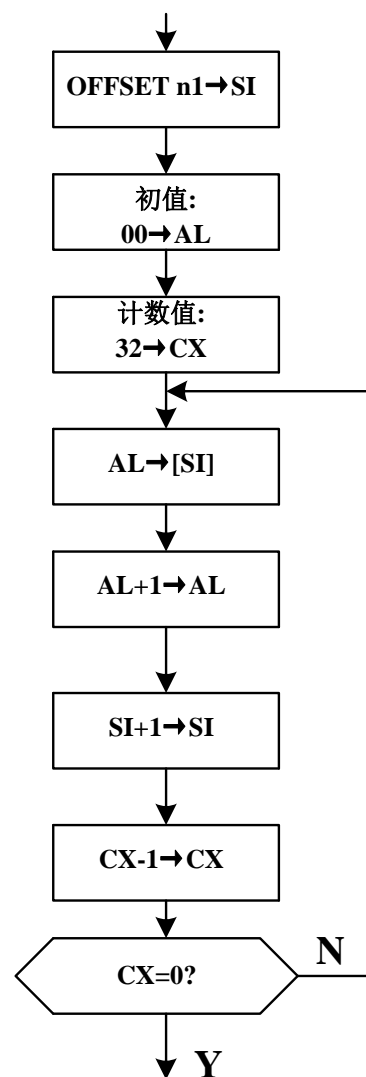 OFFSET n1→SI
初值:
00→AL
计数值:
32→CX
AL→[SI]
AL+1→AL
SI+1→SI
CX-1→CX
CX=0?
N
Y